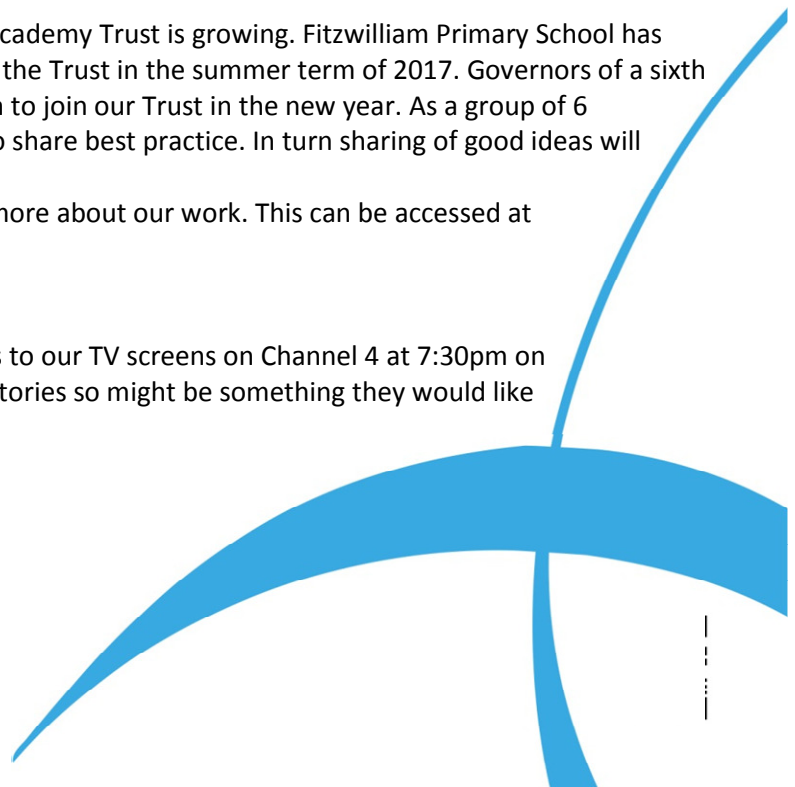 cademy Trust is growing. Fitzwilliam Primary School has
the Trust in the summer term of 2017. Governors of a sixth
to join our Trust in the new year. As a group of 6
share best practice. In turn sharing of good ideas will
more about our work. This can be accessed at
s to our TV screens on Channel 4 at 7:30pm on
tories so might be something they would like